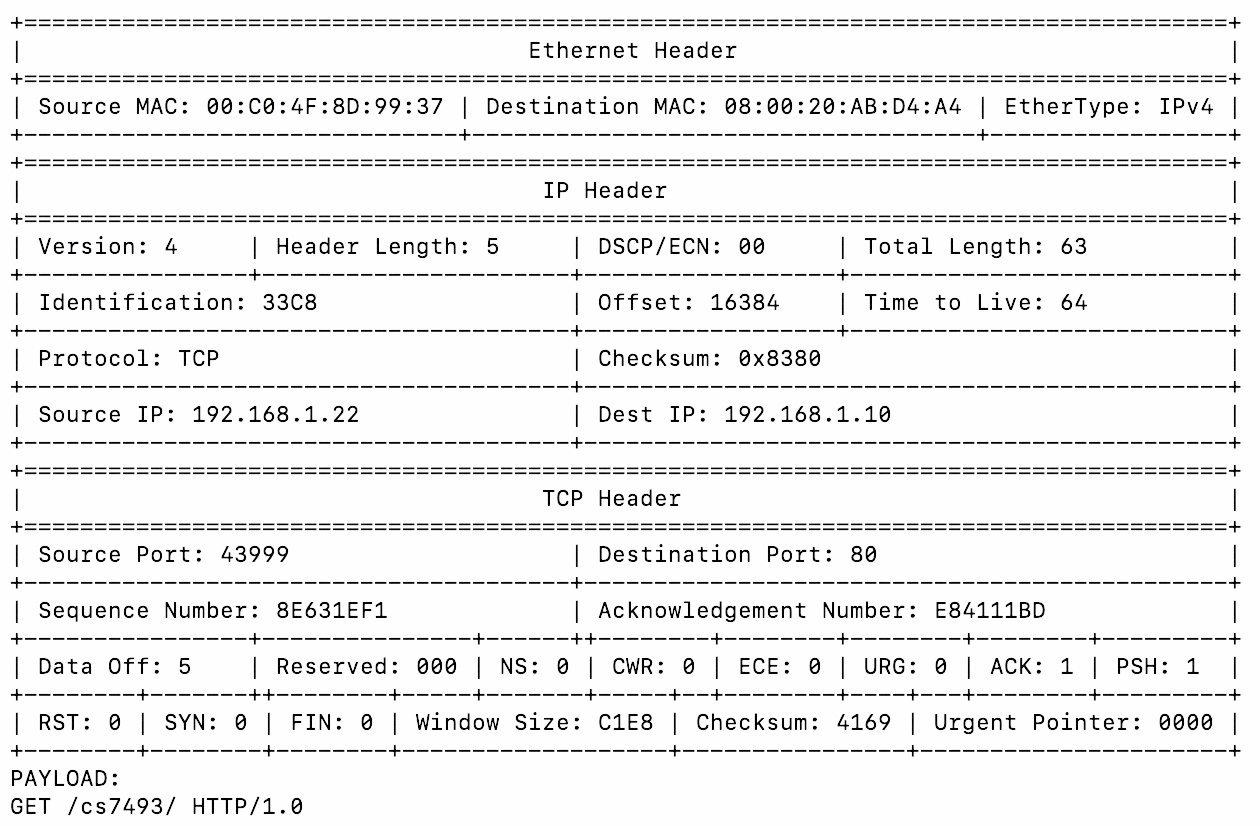 Ethernet Header
| Source MAC: 00:C0:4F:8D:99:37 | Destination MAC: 08:00:20:AB:D4:A4 | EtherType: IPv4 |
IP Header
| Version: 4 | Header Length: 5 | DSCP/ECN: 00 | Total Length: 63 |
| Identification: 33C8 | Offset: 16384 | Time to Live: 64 |
| Protocol: TCP | Checksum: 0x8380 |
| Source IP: 192.168.1.22 | Dest IP: 192.168.1.10 |
TCP Header
| Source Port: 43999 | Destination Port: 80 |
| Sequence Number: 8E631EF1 | Acknowledgement Number: E84111BD |
| Data Off: 5 | Reserved: 000 | NS: 0 | CWR: 0 | ECE: 0 | URG: 0 | ACK: 1 | PSH: 1 |
| RST: 0 | SYN: 0 | FIN: 0 | Window Size: C1E8 | Checksum: 4169 | Urgent Pointer: 0000 |
PAYLOAD:
GET /cs7493/ HTTP/1.0